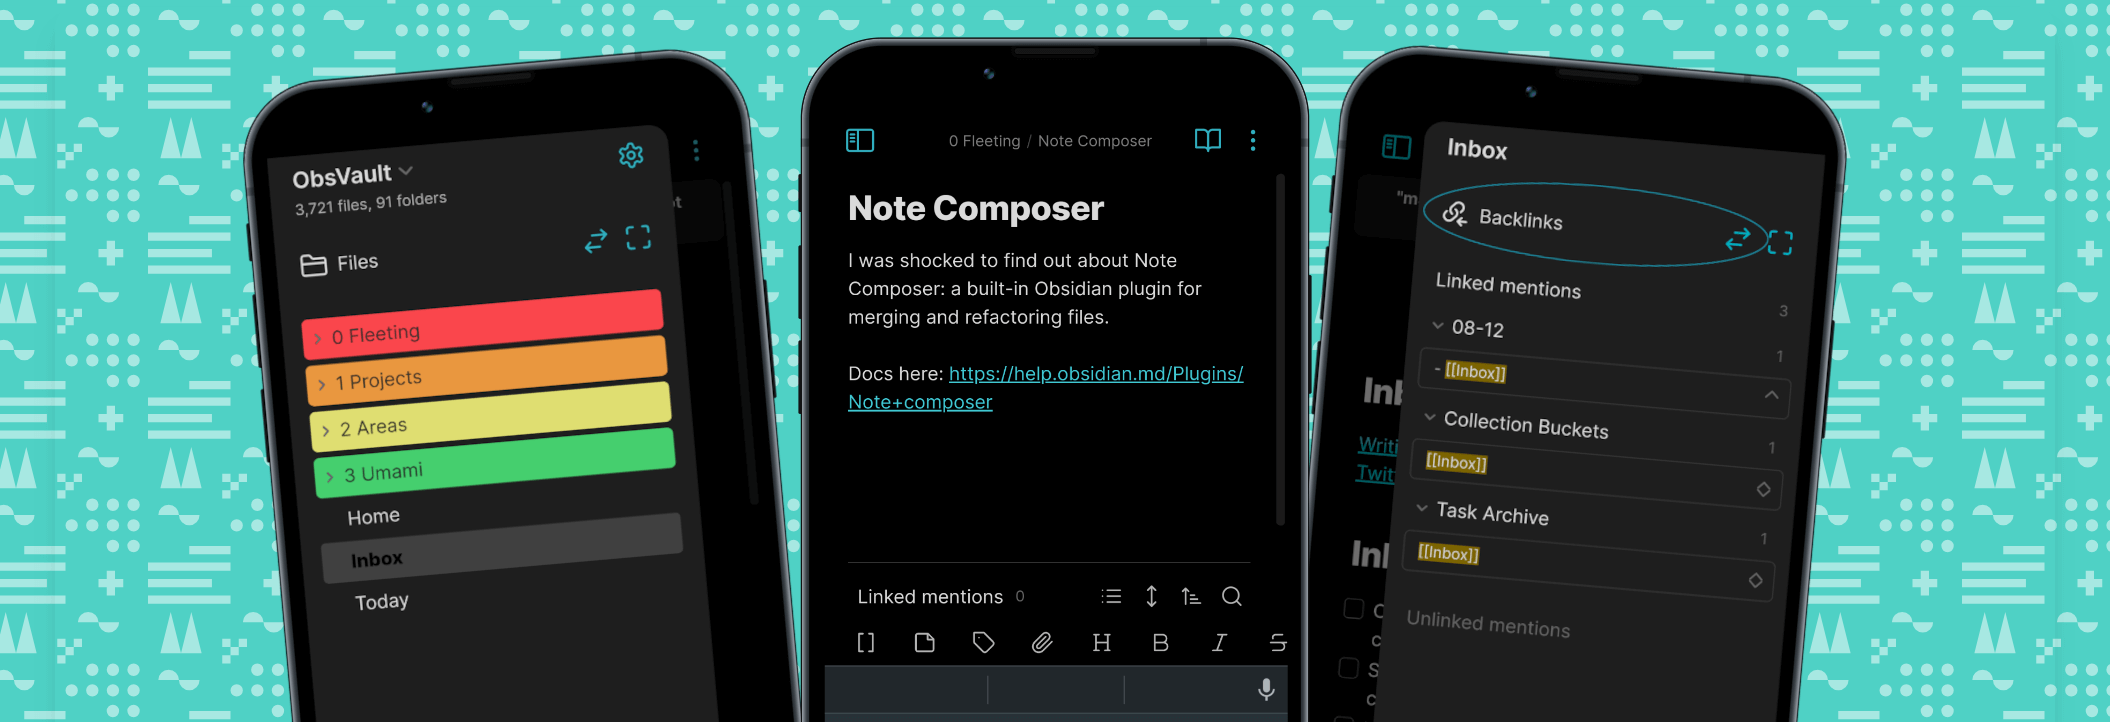 ObsVault
3,721 files, 91 folders
Files
0 Fleeting
1 Projects
2 Areas
3 Umami
Home
Inbox
Today
0 Fleeting / Note Composer
Note Composer
I was shocked to find out about Note
Composer: a built-in Obsidian plugin for
merging and refactoring files.
Docs here: https://help.obsidian.md/Plugins/
Note+composer
Linked mentions 0
[] H B I S
Inbox
"m
Backlinks
Linked mentions
3
08-12
1
- [[Inbox]]
Collection Buckets
1
[[Inbox]]
Task Archive
1
[[Inbox]]
Unlinked mentions
Writi
Twit